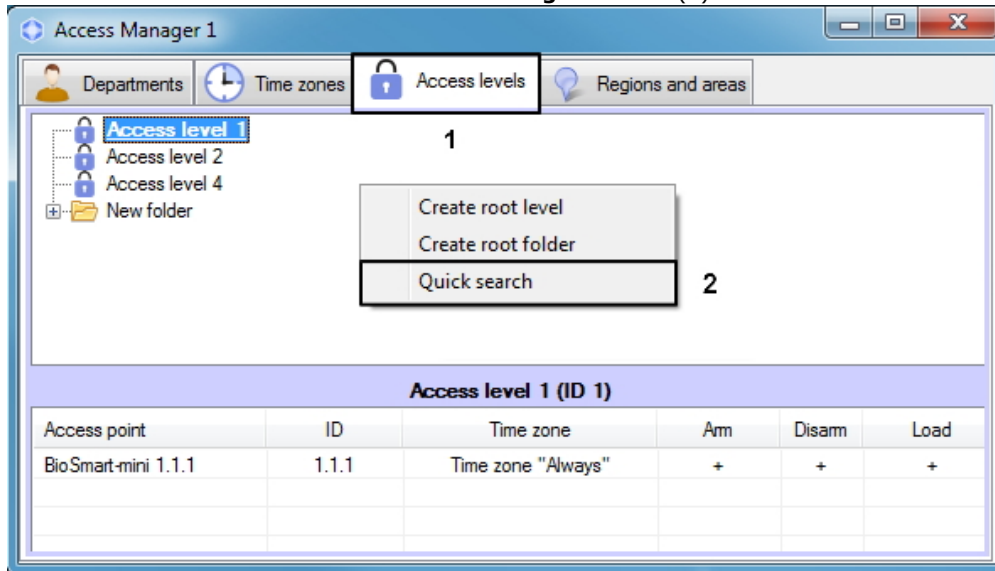 Access Manager 1
Departments Time zones Access levels Regions and areas
1
Access level 1
Access level 2
Access level 4
New folder
Create root level
Create root folder
Quick search
2
Access level 1 (ID 1)
Access point ID Time zone Arm Disarm Load
BioSmart-mini 1.1.1 1.1.1 Time zone "Always" + + +